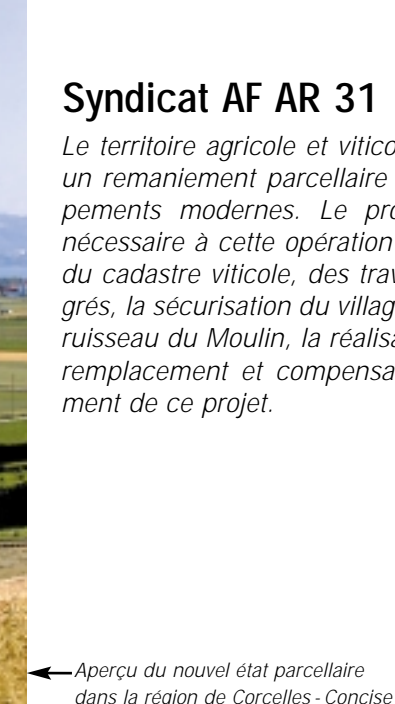 Syndicat AF AR 31
Le territoire agricole et vitico
un remaniement parcellaire
pements modernes. Le pro
nécessaire à cette opération
du cadastre viticole, des trav
grés, la sécurisation du villag
ruisseau du Moulin, la réalisa
remplacement et compensa
ment de ce projet.
Aperçu du nouvel état parcellaire
dans la région de Corcelles - Concise